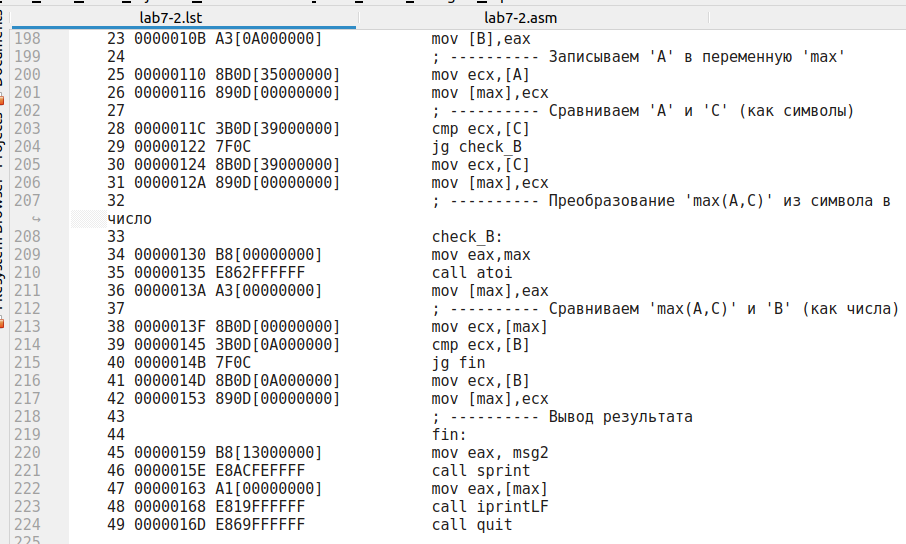 lab7-2.lst lab7-2.asm
198 23 0000010B A3[0A000000] mov [B],eax
199 24 ; ---------- Записываем 'A' в переменную 'max'
200 25 00000110 8B0D[35000000] mov ecx,[A]
201 26 00000116 890D[00000000] mov [max],ecx
202 27 ; ---------- Сравниваем 'A' и 'C' (как символы)
203 28 0000011C 3B0D[39000000] cmp ecx,[C]
204 29 00000122 7F0C jg check_B
205 30 00000124 8B0D[39000000] mov ecx,[C]
206 31 0000012A 890D[00000000] mov [max],ecx
207 32 ; ---------- Преобразование 'max(A,C)' из символа в
↪ число
208 33 check_B:
209 34 00000130 B8[00000000] mov eax,max
210 35 00000135 E862FFFFFF call atoi
211 36 0000013A A3[00000000] mov [max],eax
212 37 ; ---------- Сравниваем 'max(A,C)' и 'B' (как числа)
213 38 0000013F 8B0D[00000000] mov ecx,[max]
214 39 00000145 3B0D[0A000000] cmp ecx,[B]
215 40 0000014B 7F0C jg fin
216 41 0000014D 8B0D[0A000000] mov ecx,[B]
217 42 00000153 890D[00000000] mov [max],ecx
218 43 ; ---------- Вывод результата
219 44 fin:
220 45 00000159 B8[13000000] mov eax, msg2
221 46 0000015E E8ACFEFFFF call sprint
222 47 00000163 A1[00000000] mov eax,[max]
223 48 00000168 E819FFFFFF call iprintLF
224 49 0000016D E869FFFFFF call quit
225